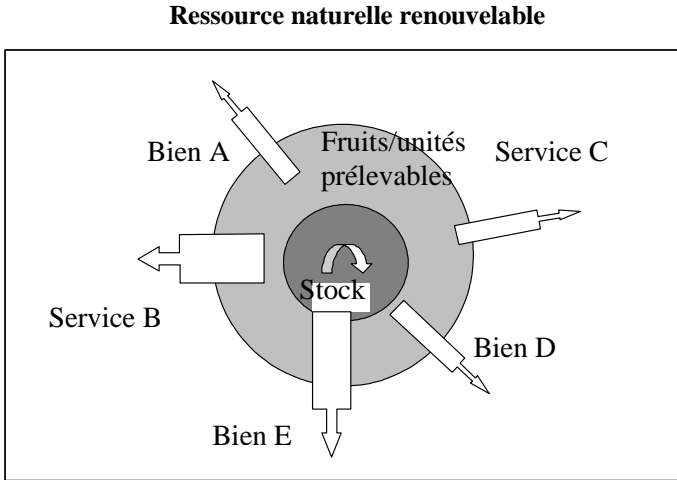 Ressource naturelle renouvelable
Fruits/unités
prélevables
Bien A
Service C
Stock
Service B
Bien D
Bien E